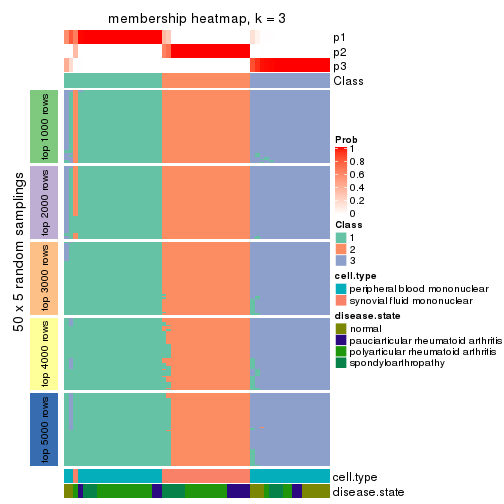 membership heatmap, k = 3
p1
p2
p3
Class
50 x 5 random samplings
top 1000 rows
top 2000 rows
top 3000 rows
top 4000 rows
top 5000 rows
cell.type
disease.state
Prob
1
0.8
0.6
0.4
0.2
0
Class
1
2
3
cell.type
peripheral blood mononuclear
synovial fluid mononuclear
disease.state
normal
pauciarticular rheumatoid arthritis
polyarticular rheumatoid arthritis
spondyloarthropathy